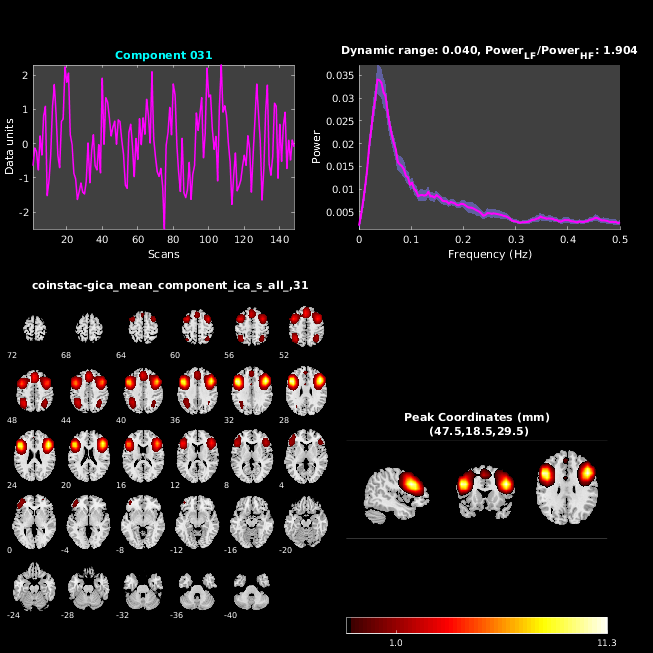 Component 031
2
1
0
-1
-2
Data units
20 40 60 80 100 120 140
Scans
Dynamic range: 0.040, Power_LF/Power_HF: 1.904
0.035
0.03
0.025
0.02
0.015
0.01
0.005
Power
0 0.1 0.2 0.3 0.4 0.5
Frequency (Hz)
coinstac-gica_mean_component_ica_s_all_,31
72 68 64 60 56 52
48 44 40 36 32 28
24 20 16 12 8 4
0 -4 -8 -12 -16 -20
-24 -28 -32 -36 -40
Peak Coordinates (mm)
(47.5,18.5,29.5)
1.0 11.3